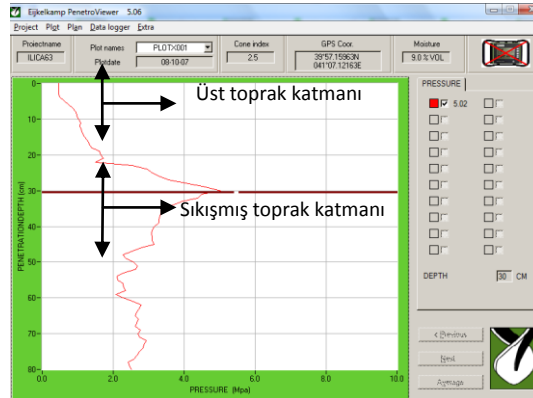 Eijkelkamp PenetroViewer 5.06
Project Plot Plan Data logger Extra
Projectname
ILICA63
Plot names
PLOTX001
Plotdate
08-10-07
Cone index
2.5
GPS Coor.
39°57.15963N
041°07.12163E
Moisture
9.0 % VOL
PRESSURE
5.02
Üst toprak katmanı
Sıkışmış toprak katmanı
0
10
20
30
40
50
60
70
80
PENETRATIONDEPTH (cm)
0.0 2.0 4.0 6.0 8.0 10.0
PRESSURE (Mpa)
DEPTH 30 CM
< Previous
Next
Average